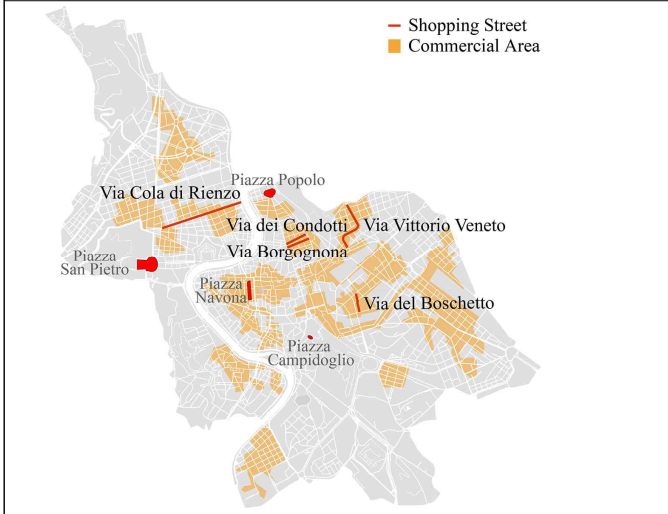 Shopping Street
Commercial Area
Piazza Popolo
Via Cola di Rienzo
Via dei Condotti
Via Vittorio Veneto
Via Borgognona
Piazza
San Pietro
Piazza
Navona
Via del Boschetto
Piazza
Campidoglio